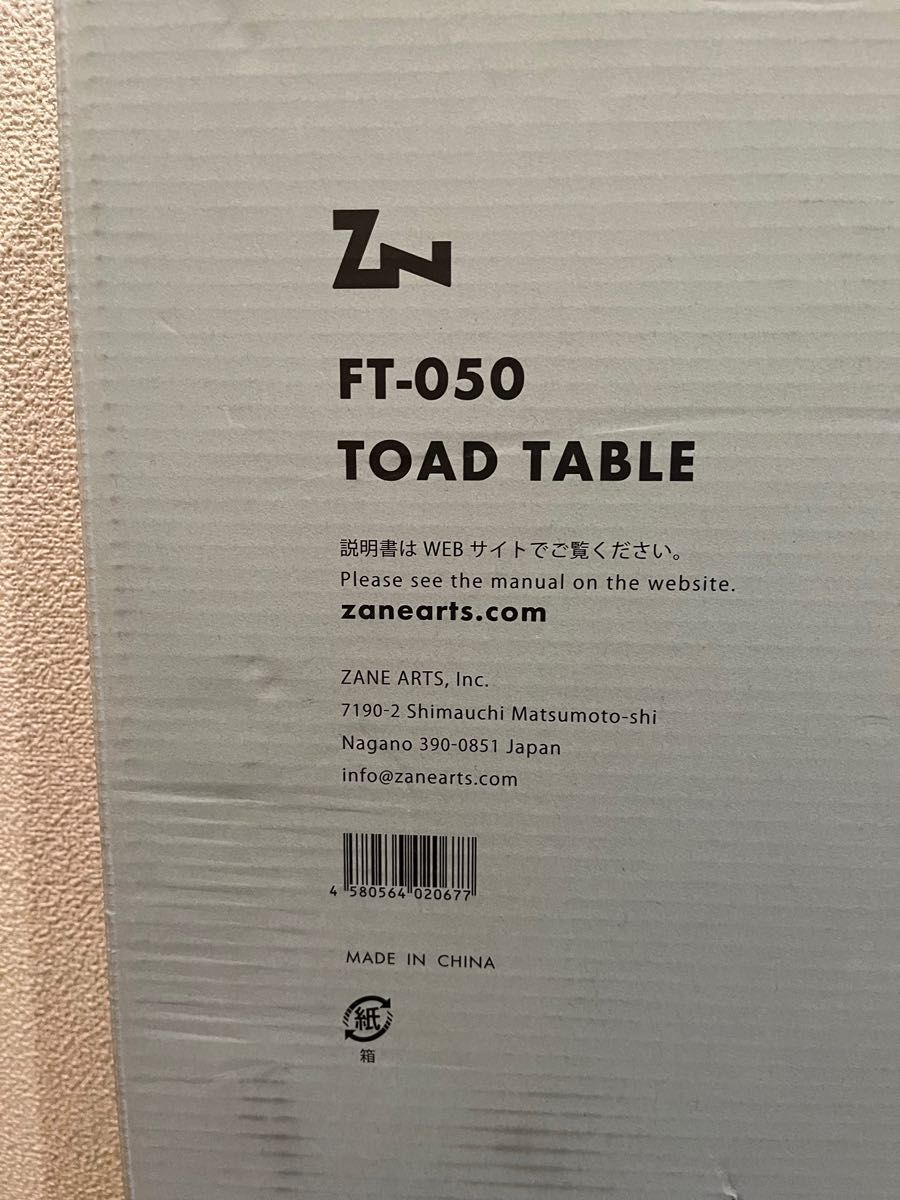 ZN
FT-050
TOAD TABLE
説明書は WEB サイトでご覧ください。
Please see the manual on the website.
zanearts.com
ZANE ARTS, Inc.
7190-2 Shimauchi Matsumoto-shi
Nagano 390-0851 Japan
info@zanearts.com
4 580564 020677
MADE IN CHINA
紙
箱